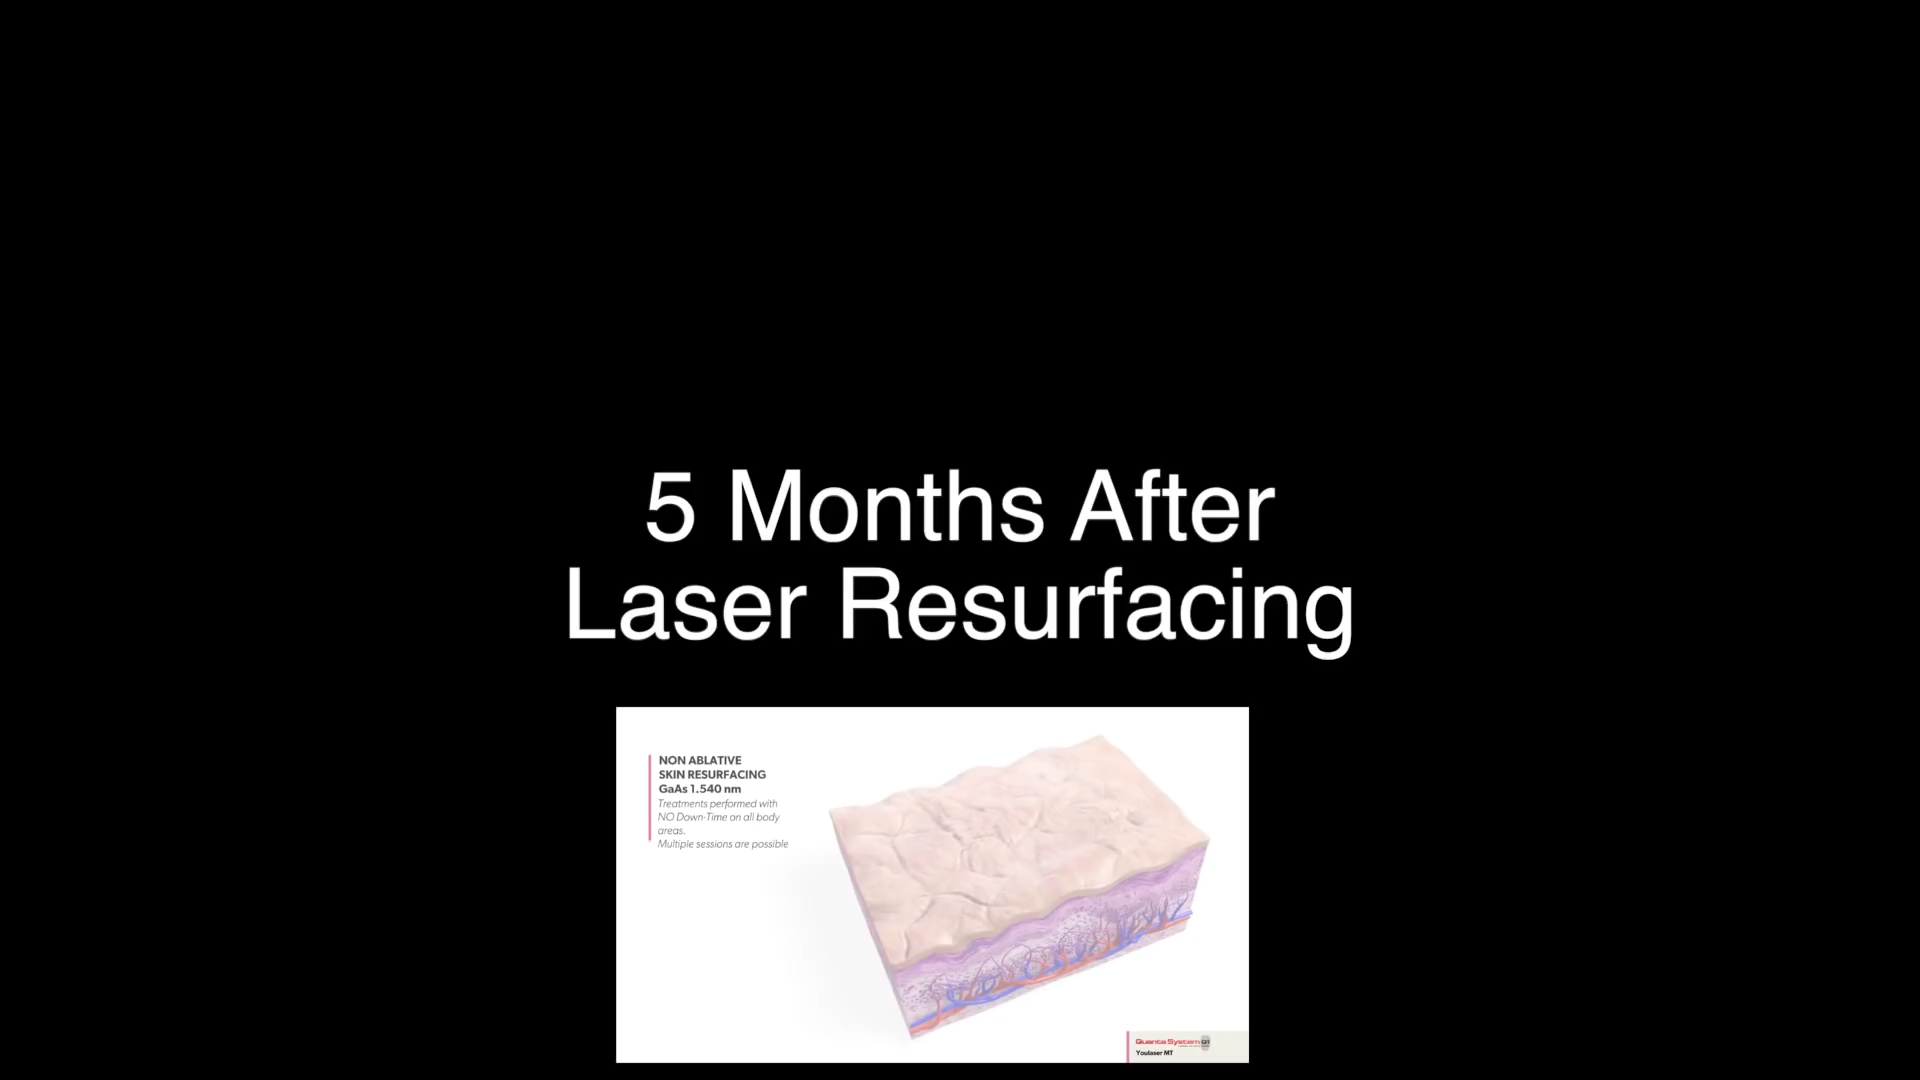 5 Months After
Laser Resurfacing
NON ABLATIVE
SKIN RESURFACING
GaAs 1.540 nm
Treatments performed with
NO Down-Time on all body
areas.
Multiple sessions are possible
Quanta System
Youlaser MT